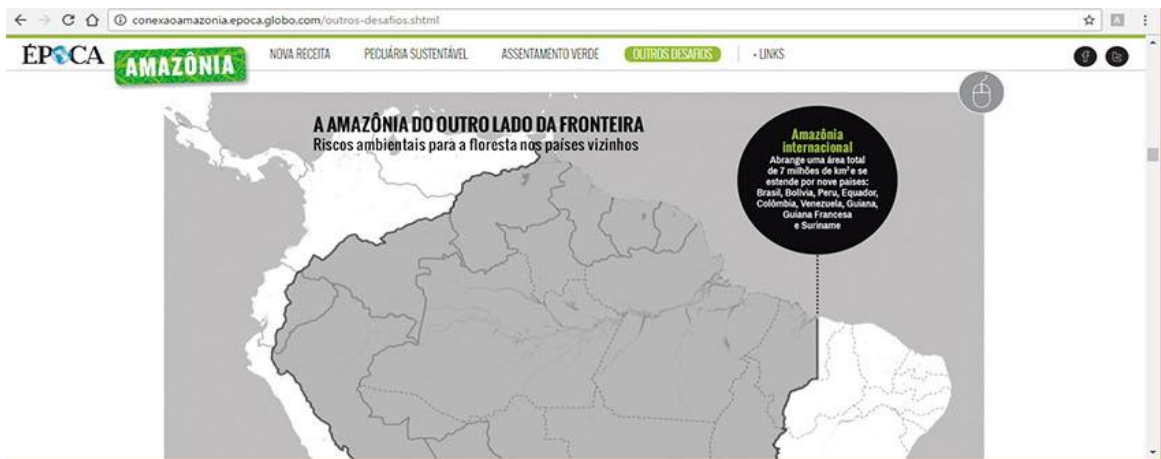 conexaoamazonia.epoca.globo.com/outros-desafios.shtml
ÉPOCA
AMAZÔNIA
NOVA RECEITA
PECUÁRIA SUSTENTÁVEL
ASSENTAMENTO VERDE
OUTROS DESAFIOS
+ LINKS
A AMAZÔNIA DO OUTRO LADO DA FRONTEIRA
Riscos ambientais para a floresta nos países vizinhos
Amazônia
internacional
Abrange uma área total
de 7 milhões de km² e se
estende por nove países:
Brasil, Bolívia, Peru, Equador,
Colômbia, Venezuela, Guiana,
Guiana Francesa
e Suriname